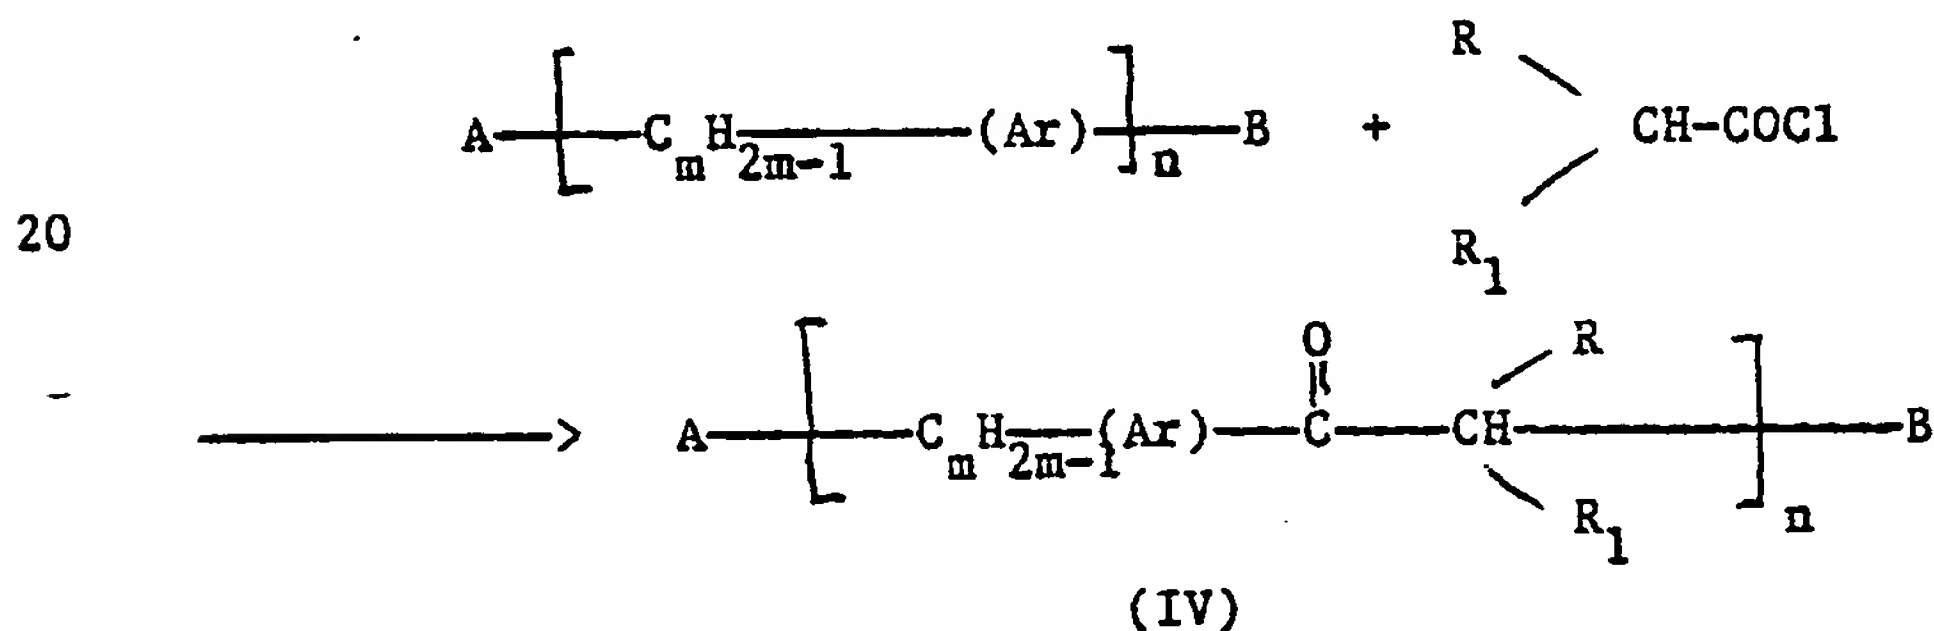 R
A-[-CmH2m-1-(Ar)-]n-B + CH-COCl
20
R1
O R
-> A-[-CmH2m-1-(Ar)-C-CH-]n-B
R1
(IV)